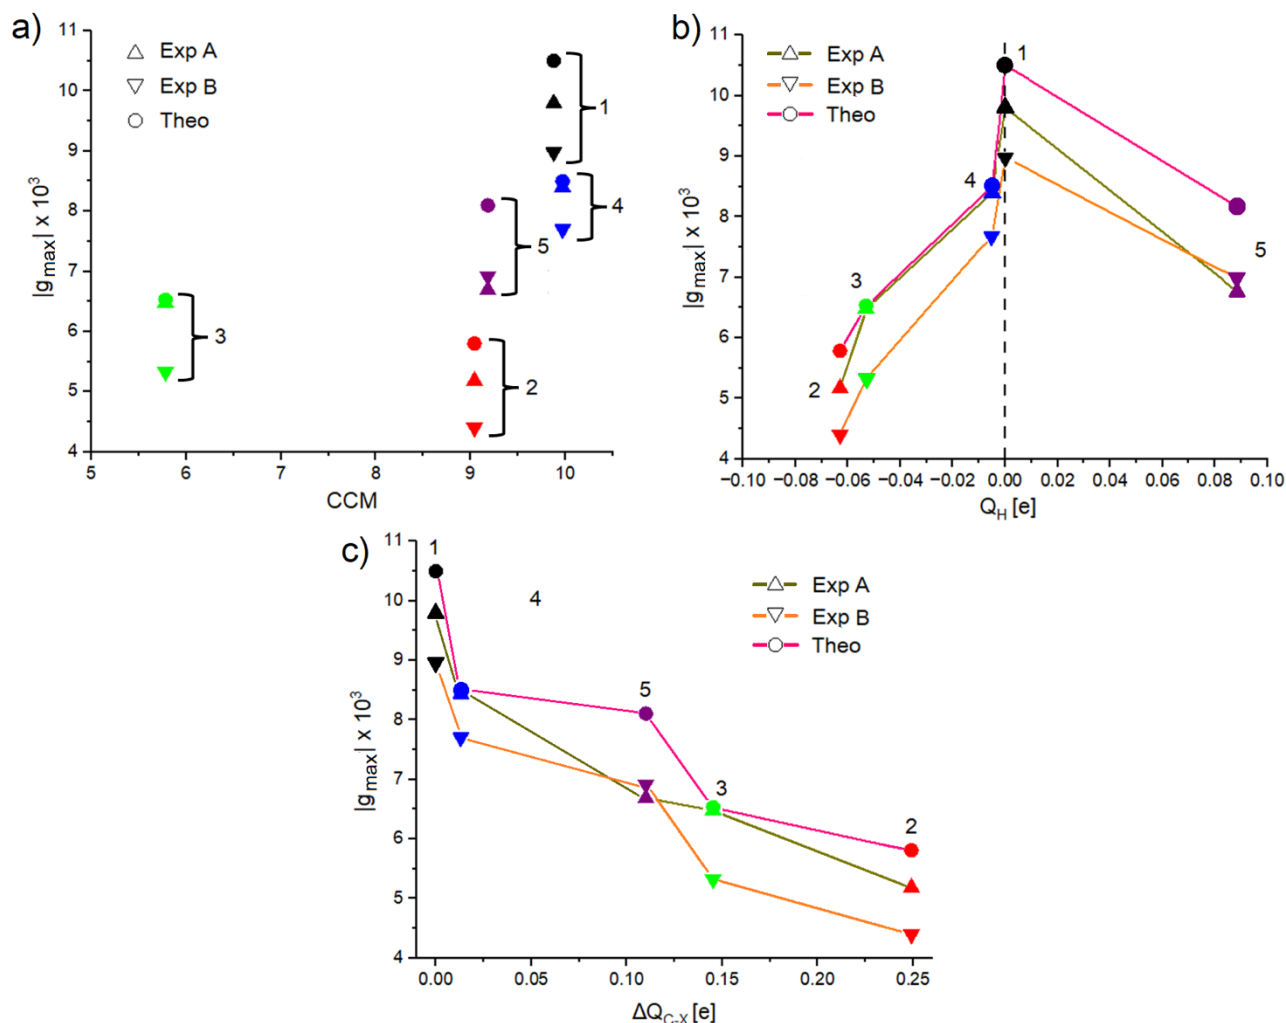 a)
11
10
9
8
7
6
5
4
|gmax| x 10³
Exp A
Exp B
Theo
1
4
5
3
2
5 6 7 8 9 10
CCM
b)
11
10
9
8
7
6
5
4
|gmax| x 10³
Exp A
Exp B
Theo
1
4
3
5
2
−0.10 −0.08 −0.06 −0.04 −0.02 0.00 0.02 0.04 0.06 0.08 0.10
QH [e]
c)
11
10
9
8
7
6
5
4
|gmax| x 10³
1
4
Exp A
Exp B
Theo
5
3
2
0.00 0.05 0.10 0.15 0.20 0.25
ΔQC-X [e]